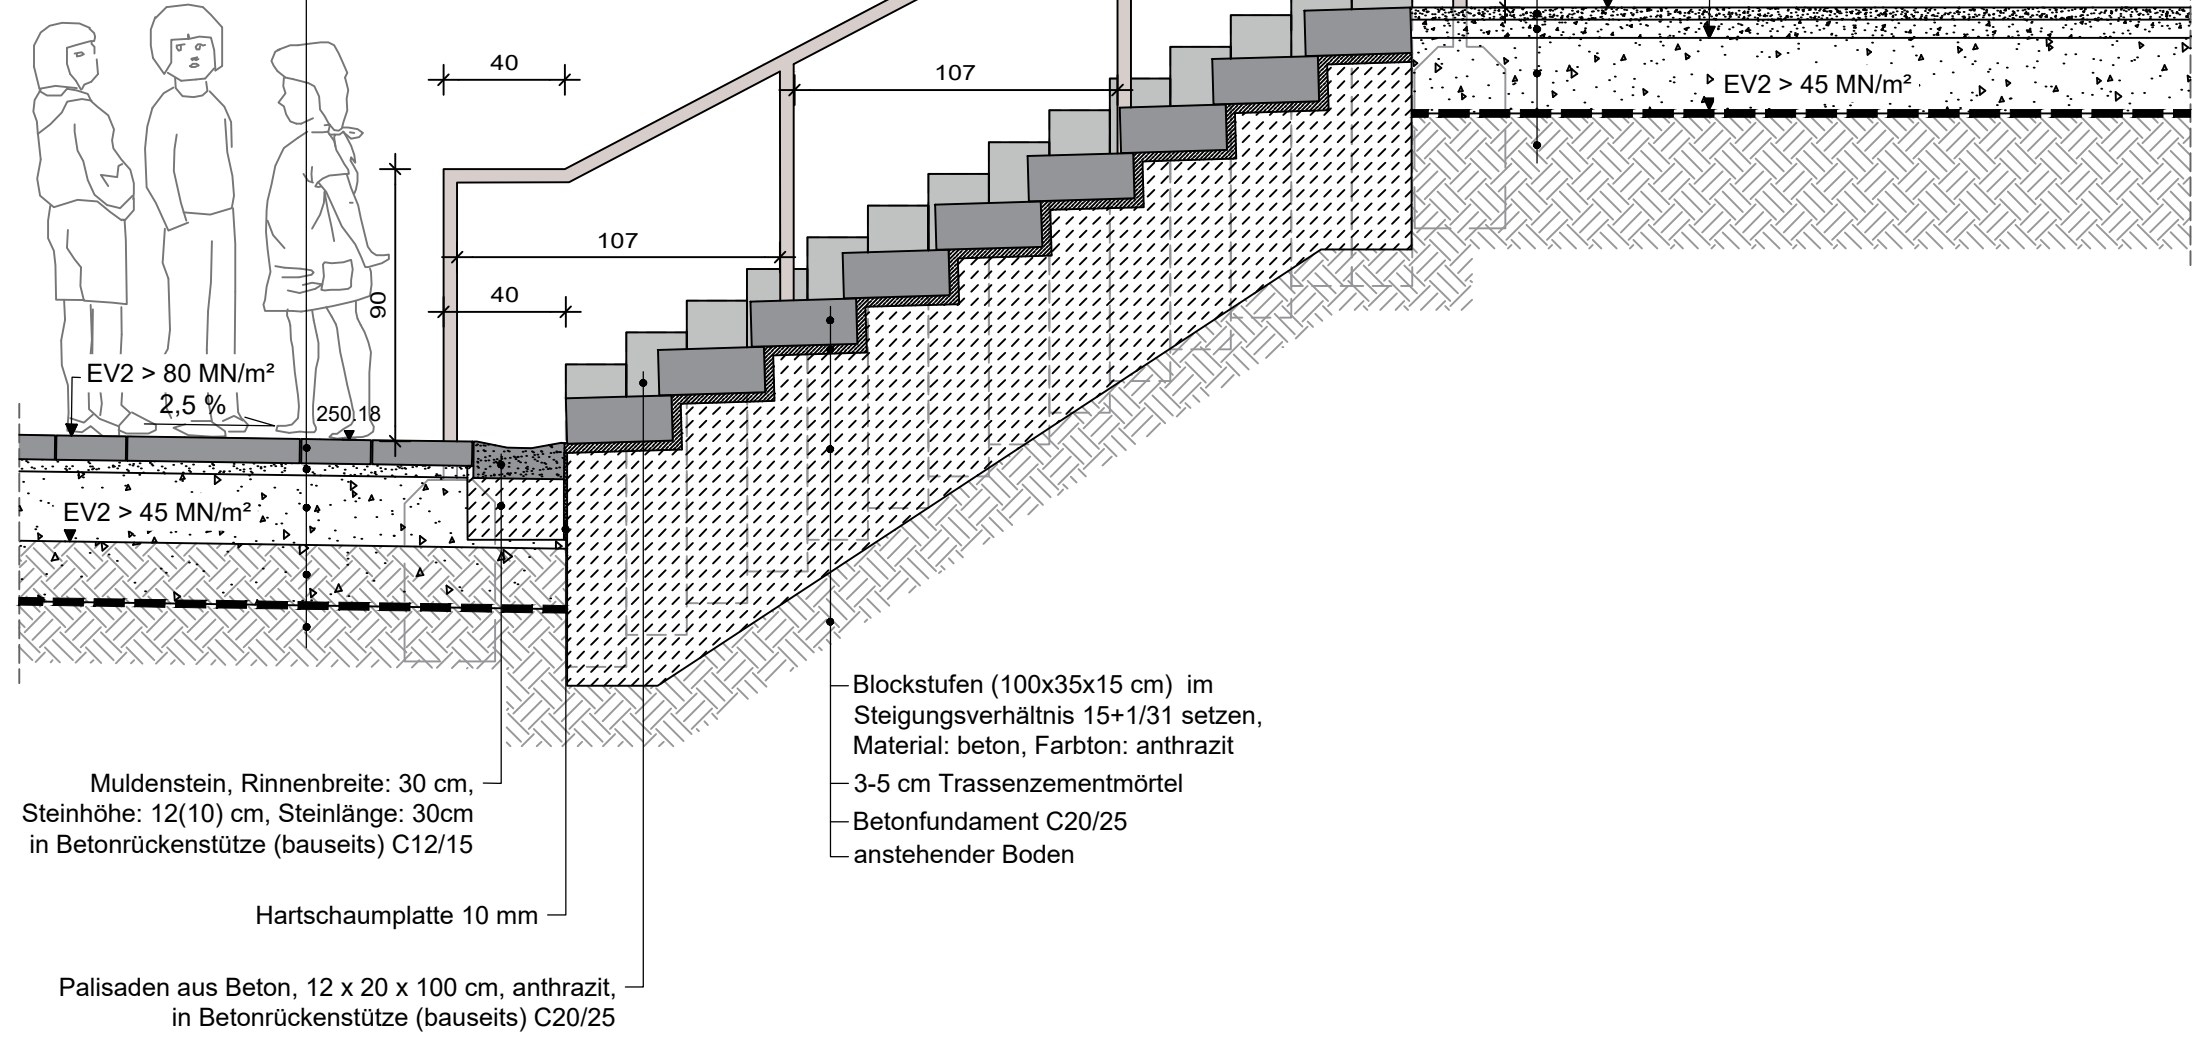 40
107
EV2 > 45 MN/m²
107
40
90
EV2 > 80 MN/m²
2,5 %
250.18
EV2 > 45 MN/m²
Blockstufen (100x35x15 cm) im
Steigungsverhältnis 15+1/31 setzen,
Material: beton, Farbton: anthrazit
3-5 cm Trassenzementmörtel
Betonfundament C20/25
anstehender Boden
Muldenstein, Rinnenbreite: 30 cm,
Steinhöhe: 12(10) cm, Steinlänge: 30cm
in Betonrückenstütze (bauseits) C12/15
Hartschaumplatte 10 mm
Palisaden aus Beton, 12 x 20 x 100 cm, anthrazit,
in Betonrückenstütze (bauseits) C20/25